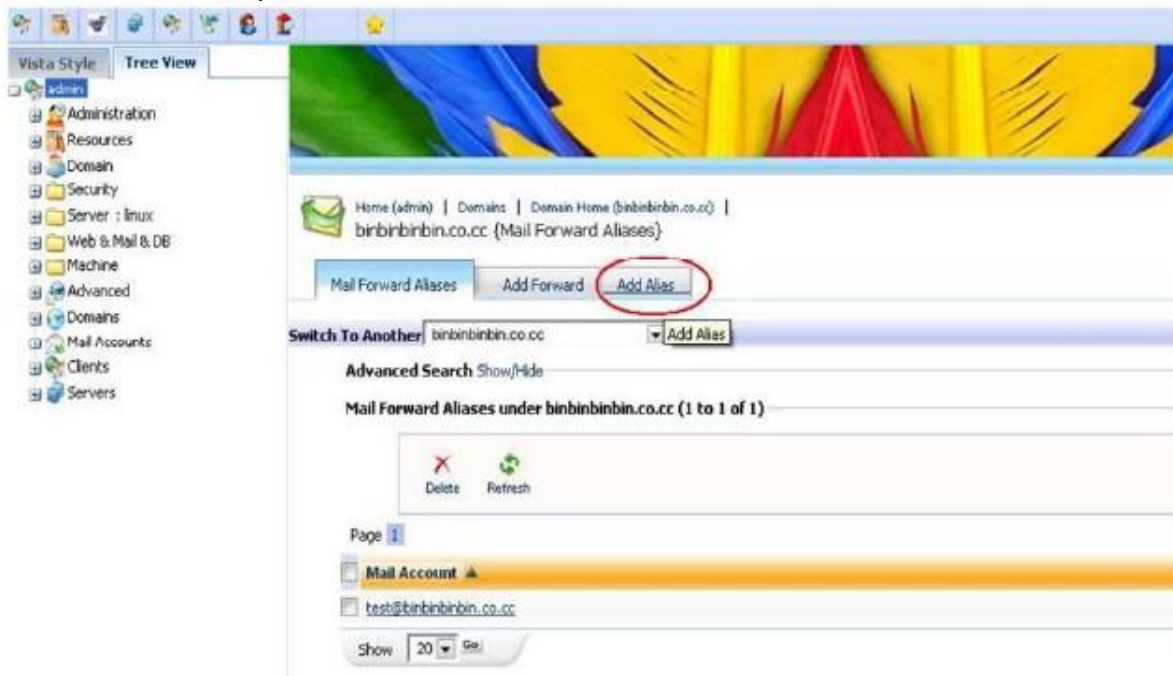 Vista Style Tree View
admin
Administration
Resources
Domain
Security
Server : linux
Web & Mail & DB
Machine
Advanced
Domains
Mail Accounts
Clients
Servers
Home (admin) | Domains | Domain Home (binbinbinbin.co.cc) |
binbinbinbin.co.cc {Mail Forward Aliases}
Mail Forward Aliases Add Forward Add Alias
Switch To Another binbinbinbin.co.cc Add Alias
Advanced Search Show/Hide
Mail Forward Aliases under binbinbinbin.co.cc (1 to 1 of 1)
Delete Refresh
Page 1
Mail Account
test@binbinbinbin.co.cc
Show 20 Go